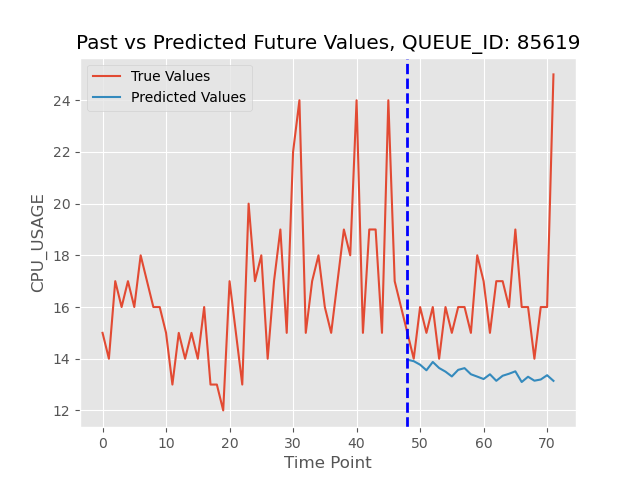 Past vs Predicted Future Values, QUEUE_ID: 85619
True Values
Predicted Values
24
22
20
18
16
14
12
CPU_USAGE
0 10 20 30 40 50 60 70
Time Point